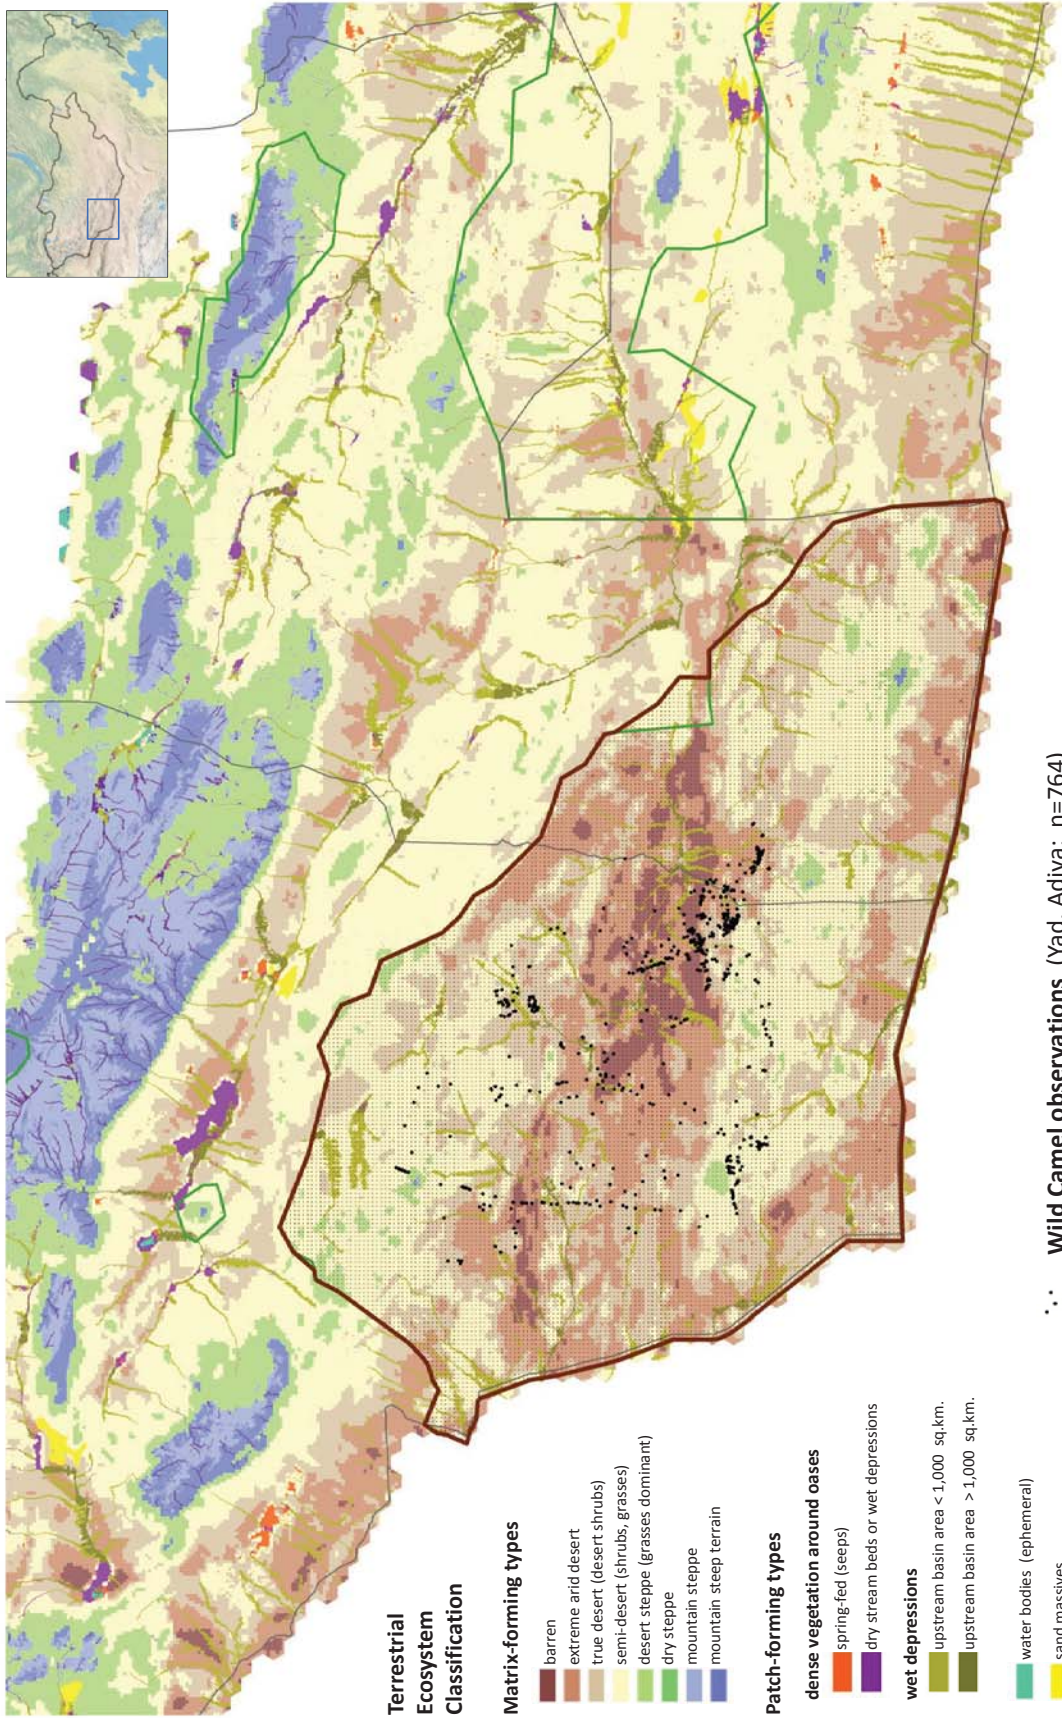 Terrestrial
Ecosystem
Classification
Matrix-forming types
barren
extreme arid desert
true desert (desert shrubs)
semi-desert (shrubs, grasses)
desert steppe (grasses dominant)
dry steppe
mountain steppe
mountain steep terrain
Patch-forming types
dense vegetation around oases
spring-fed (seeps)
dry stream beds or wet depressions
wet depressions
upstream basin area < 1,000 sq.km.
upstream basin area > 1,000 sq.km.
water bodies (ephemeral)
sand massives
Wild Camel observations (Yad, Adiya; n=764)